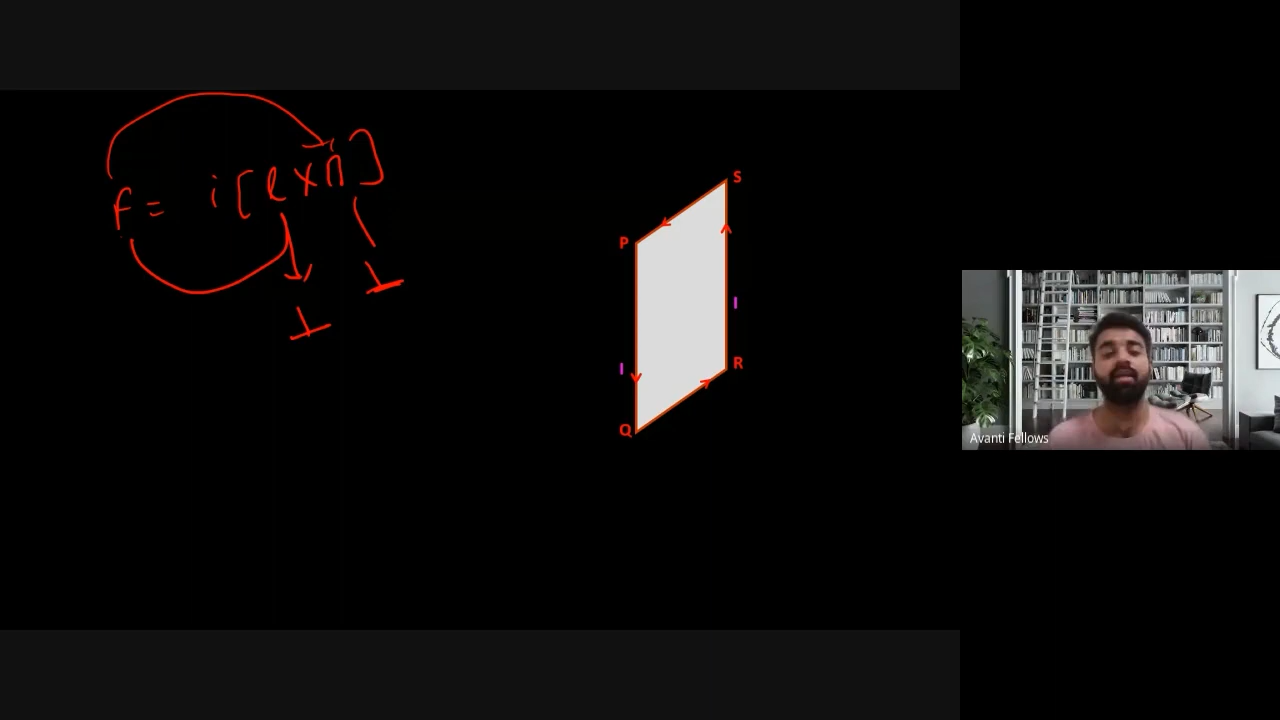 F = i[l×B]
⊥
⊥
S
P
I
I
R
Q
Avanti Fellows